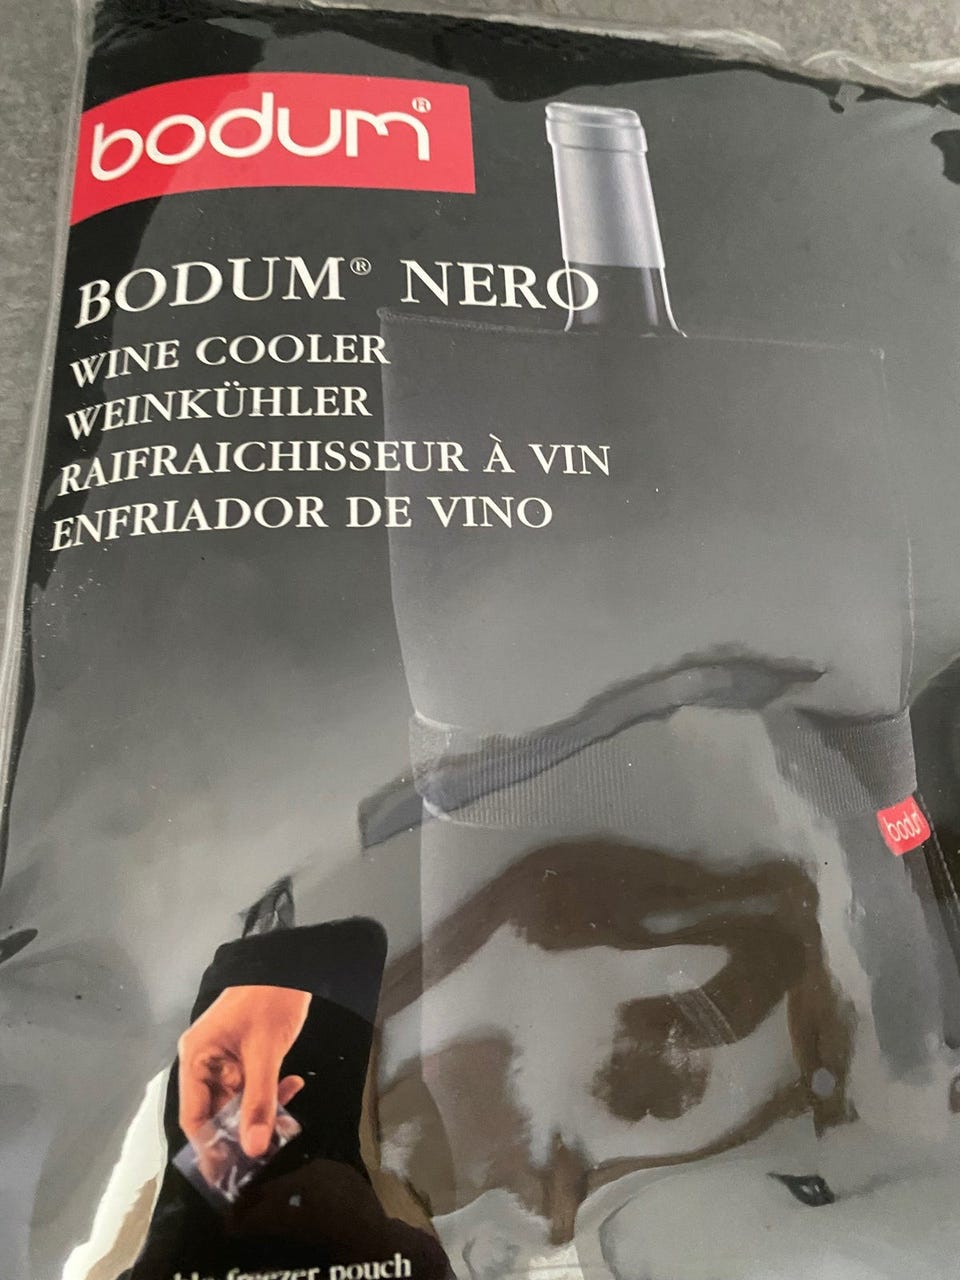 bodum®
BODUM® NERO
WINE COOLER
WEINKÜHLER
RAIFRAICHISSEUR À VIN
ENFRIADOR DE VINO
bodum
freezer pouch